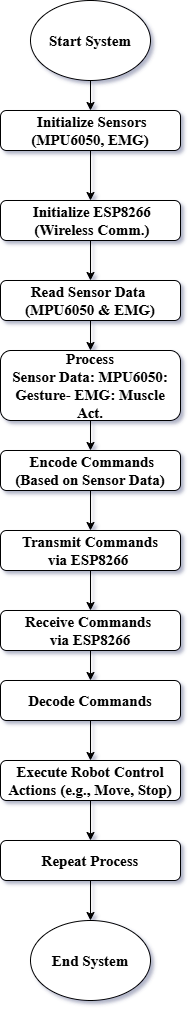 Start System
Initialize Sensors
(MPU6050, EMG)
Initialize ESP8266
(Wireless Comm.)
Read Sensor Data
(MPU6050 & EMG)
Process
Sensor Data: MPU6050:
Gesture- EMG: Muscle
Act.
Encode Commands
(Based on Sensor Data)
Transmit Commands
via ESP8266
Receive Commands
via ESP8266
Decode Commands
Execute Robot Control
Actions (e.g., Move, Stop)
Repeat Process
End System